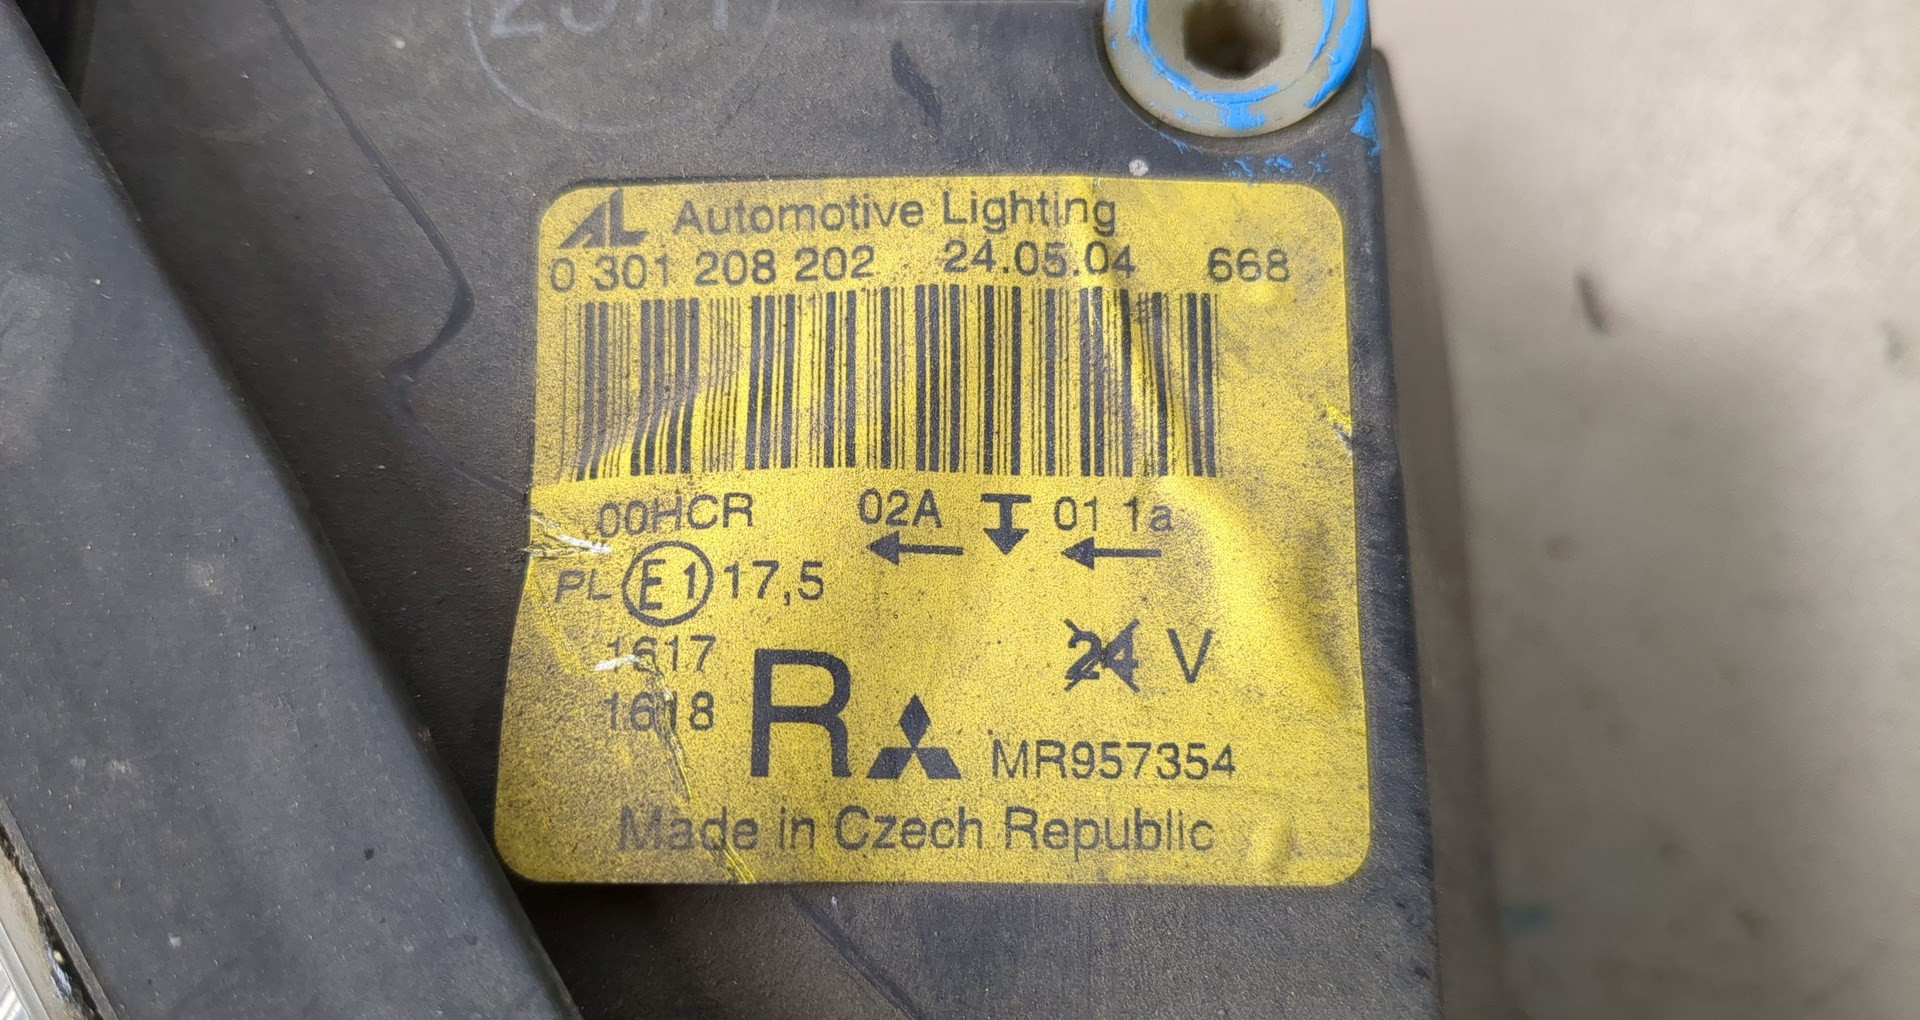 AL Automotive Lighting
0 301 208 202 24.05.04 668
00HCR 02A 01 1a
PL E1 17,5
1617
1618
24 V
R MR957354
Made in Czech Republic